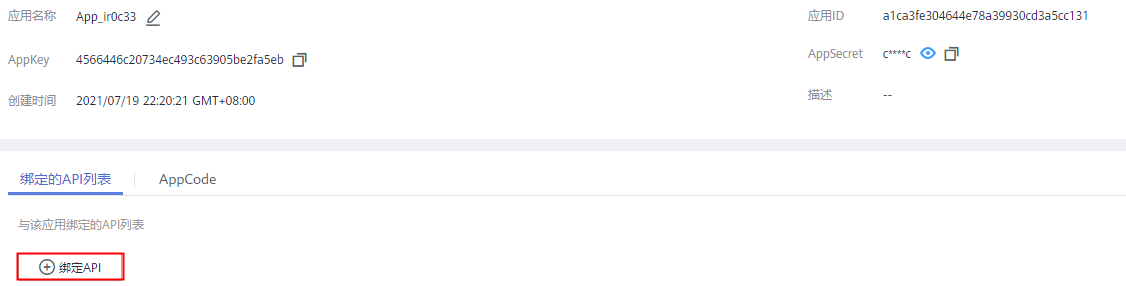 应用名称 App_ir0c33
应用ID a1ca3fe304644e78a39930cd3a5cc131
AppKey 4566446c20734ec493c63905be2fa5eb
AppSecret c****c
创建时间 2021/07/19 22:20:21 GMT+08:00
描述 --
绑定的API列表 AppCode
与该应用绑定的API列表
绑定API